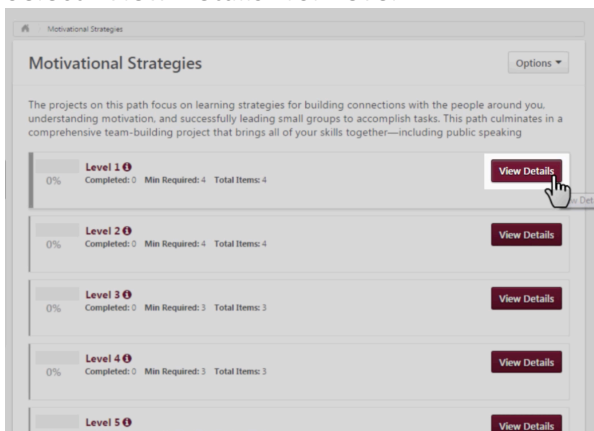 Motivational Strategies
Motivational Strategies
Options
The projects on this path focus on learning strategies for building connections with the people around you,
understanding motivation, and successfully leading small groups to accomplish tasks. This path culminates in a
comprehensive team-building project that brings all of your skills together—including public speaking
Level 1
0% Completed: 0 Min Required: 4 Total Items: 4
View Details
Level 2
0% Completed: 0 Min Required: 4 Total Items: 4
View Details
Level 3
0% Completed: 0 Min Required: 3 Total Items: 3
View Details
Level 4
0% Completed: 0 Min Required: 3 Total Items: 3
View Details
Level 5
View Details